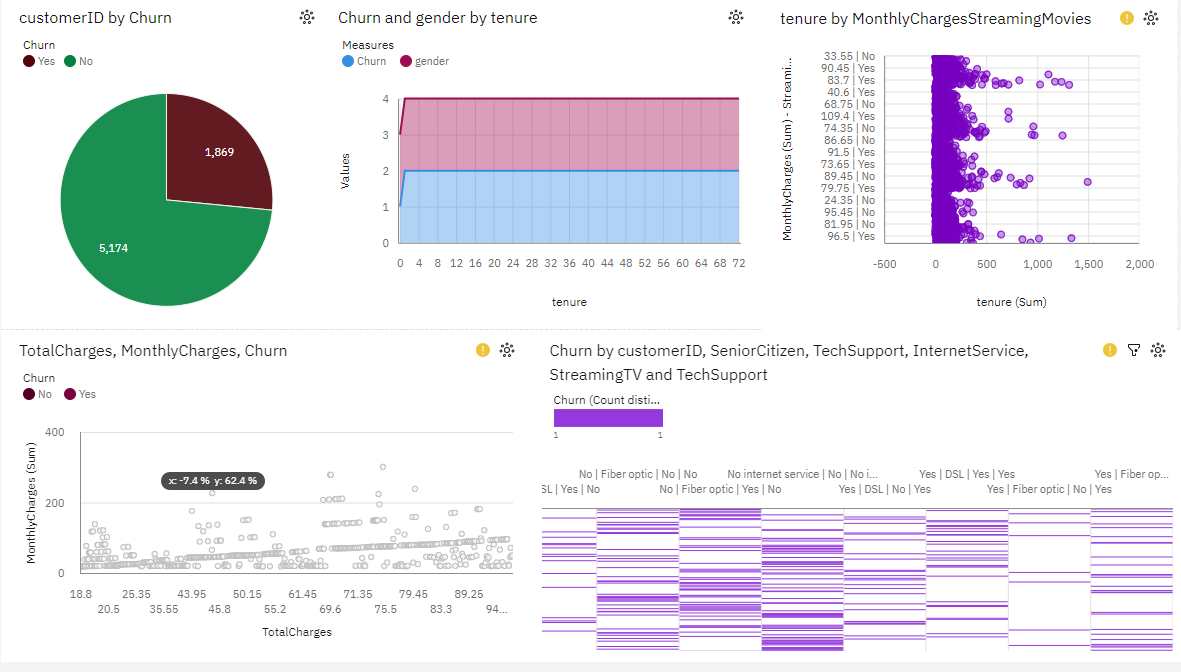 customerID by Churn
Churn
Yes No
1,869
5,174
Churn and gender by tenure
Measures
Churn gender
Values
4
3
2
1
0
0 4 8 12 16 20 24 28 32 36 40 44 48 52 56 60 64 68 72
tenure
tenure by MonthlyChargesStreamingMovies
MonthlyCharges (Sum) - Streami...
33.55 | No
90.45 | Yes
83.7 | Yes
40.6 | Yes
68.75 | No
109.4 | Yes
74.35 | No
86.65 | No
91.5 | Yes
73.65 | Yes
89.45 | No
79.75 | Yes
24.35 | No
95.45 | No
81.95 | No
96.5 | Yes
-500 0 500 1,000 1,500 2,000
tenure (Sum)
TotalCharges, MonthlyCharges, Churn
Churn
No Yes
MonthlyCharges (Sum)
400
200
0
x: -7.4 % y: 62.4 %
18.8 25.35 43.95 50.15 61.45 71.35 79.45 89.25
20.5 35.55 45.8 55.2 69.6 75.5 83.3 94...
TotalCharges
Churn by customerID, SeniorCitizen, TechSupport, InternetService,
StreamingTV and TechSupport
Churn (Count disti...
1 1
No | Fiber optic | No | No No internet service | No | No i... Yes | DSL | Yes | Yes Yes | Fiber op...
SL | Yes | No No | Fiber optic | Yes | No Yes | DSL | No | Yes Yes | Fiber optic | No | Yes